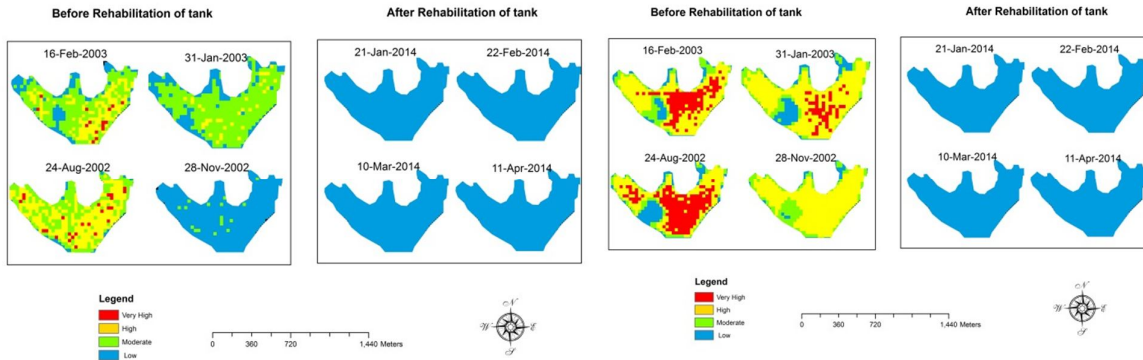 Before Rehabilitation of tank
After Rehabilitation of tank
16-Feb-2003
31-Jan-2003
21-Jan-2014
22-Feb-2014
24-Aug-2002
28-Nov-2002
10-Mar-2014
11-Apr-2014
Legend
Very High
High
Moderate
Low
0 360 720 1,440 Meters
N
W E
S
Before Rehabilitation of tank
After Rehabilitation of tank
16-Feb-2003
31-Jan-2003
21-Jan-2014
22-Feb-2014
24-Aug-2002
28-Nov-2002
10-Mar-2014
11-Apr-2014
Legend
Very High
High
Moderate
Low
0 360 720 1,440 Meters
N
W E
S